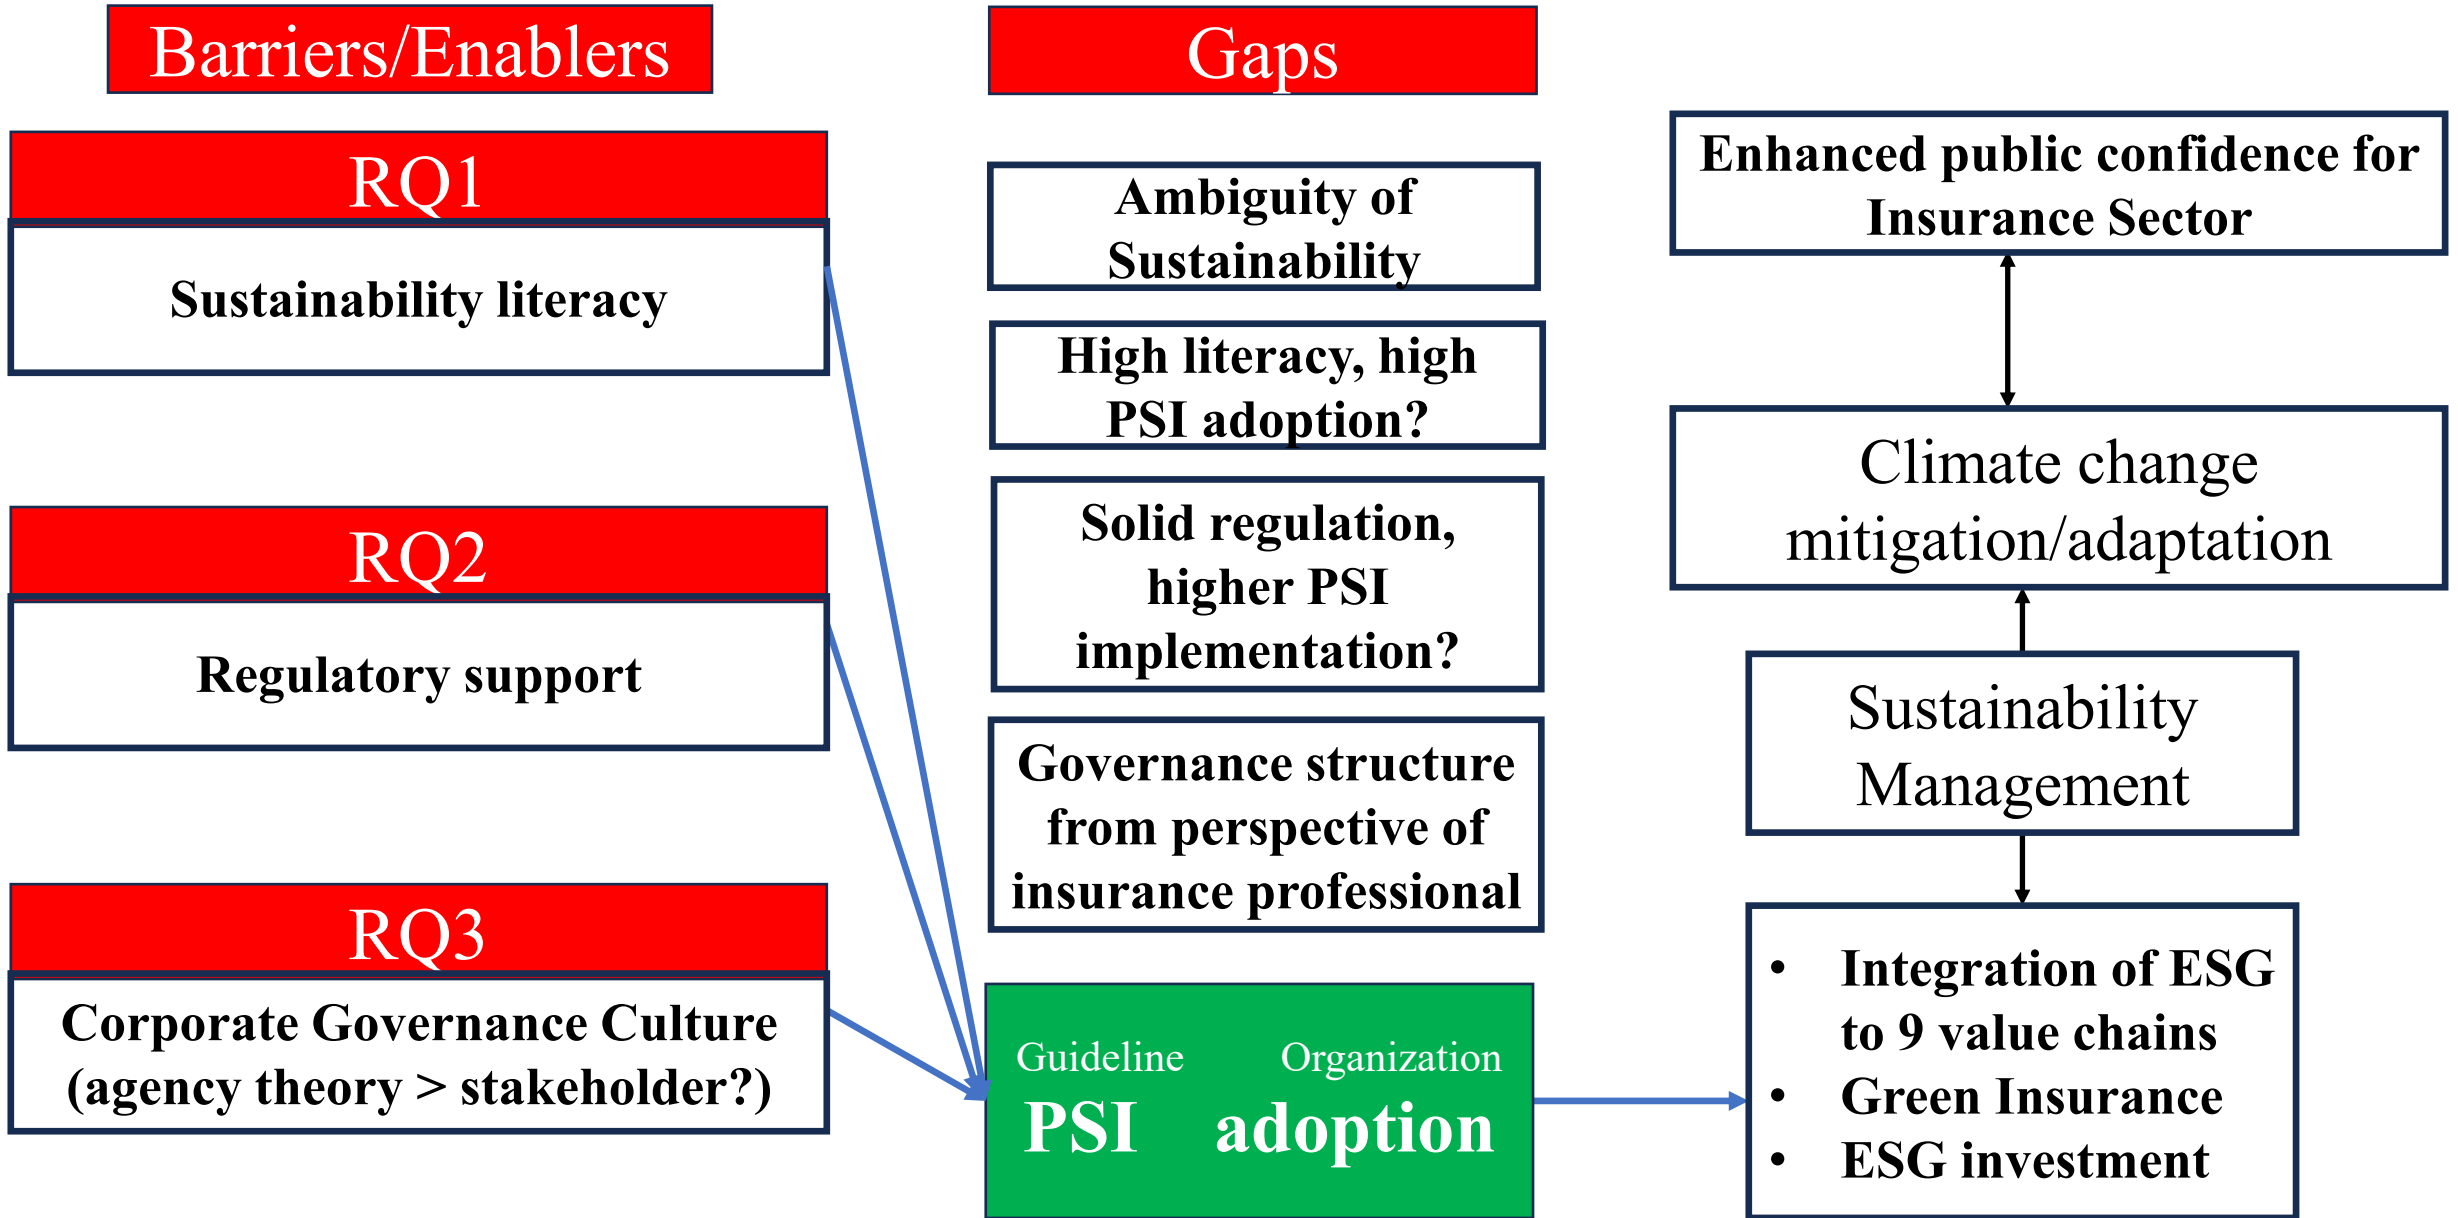 Barriers/Enablers
RQ1
Sustainability literacy
RQ2
Regulatory support
RQ3
Corporate Governance Culture
(agency theory > stakeholder?)
Gaps
Ambiguity of
Sustainability
High literacy, high
PSI adoption?
Solid regulation,
higher PSI
implementation?
Governance structure
from perspective of
insurance professional
Guideline Organization
PSI adoption
Enhanced public confidence for
Insurance Sector
Climate change
mitigation/adaptation
Sustainability
Management
• Integration of ESG
to 9 value chains
• Green Insurance
• ESG investment